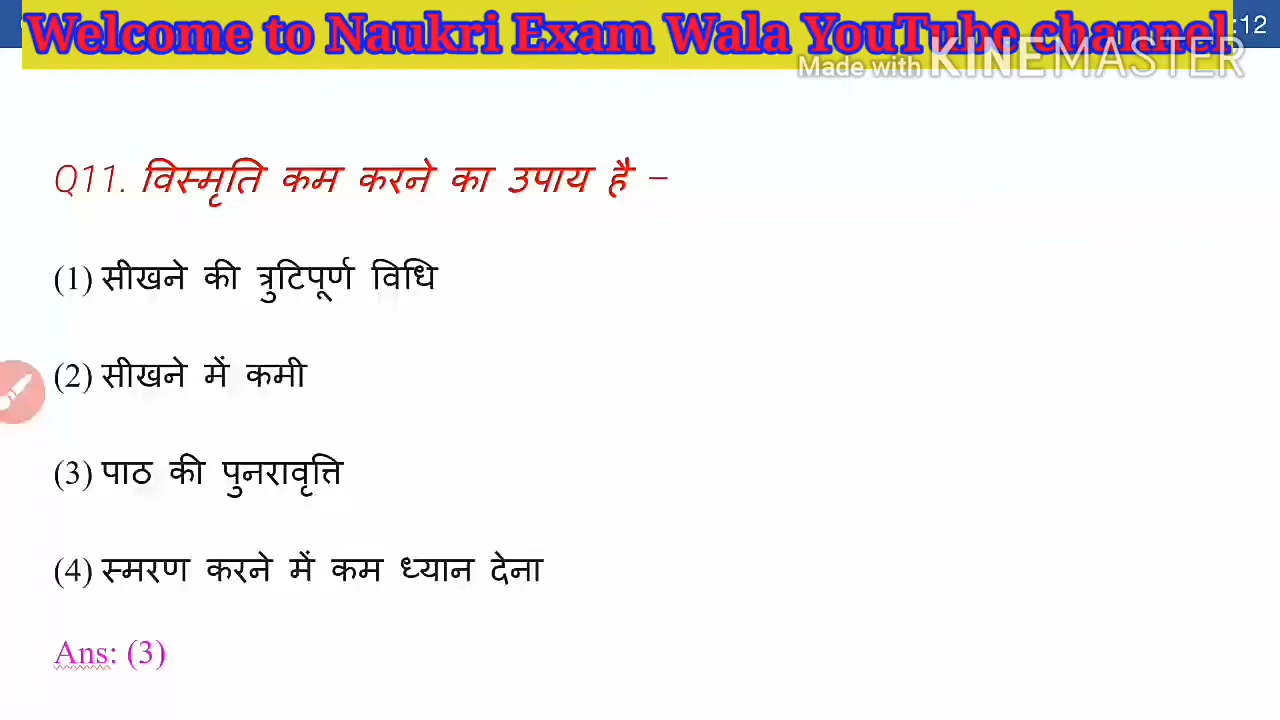 Welcome to Naukri Exam Wala YouTube channel
:12
Made with KINEMASTER
Q11. विस्मृति कम करने का उपाय है –
(1) सीखने की त्रुटिपूर्ण विधि
(2) सीखने में कमी
(3) पाठ की पुनरावृत्ति
(4) स्मरण करने में कम ध्यान देना
Ans: (3)